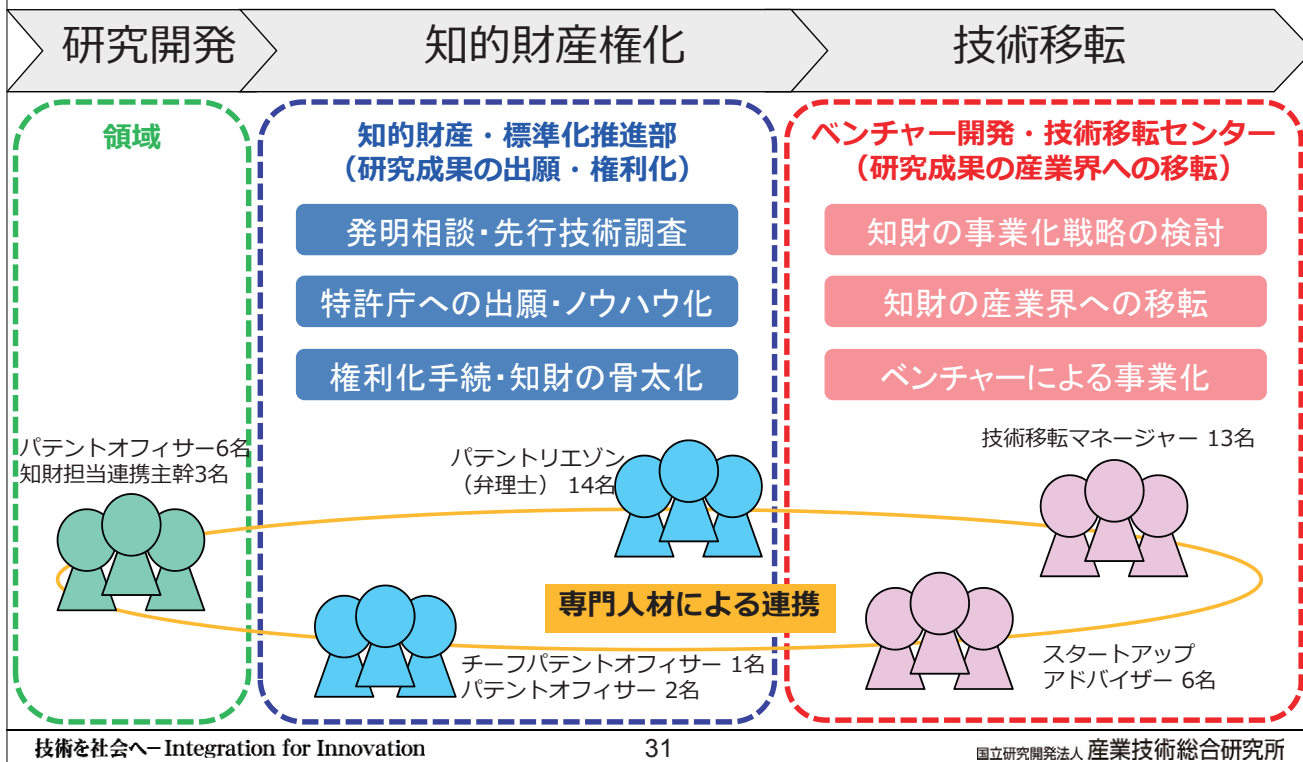 研究開発
知的財産権化
技術移転
領域
パテントオフィサー6名
知財担当連携主幹3名
知的財産・標準化推進部
（研究成果の出願・権利化）
発明相談・先行技術調査
特許庁への出願・ノウハウ化
権利化手続・知財の骨太化
パテントリエゾン
（弁理士） 14名
チーフパテントオフィサー 1名
パテントオフィサー 2名
専門人材による連携
ベンチャー開発・技術移転センター
（研究成果の産業界への移転）
知財の事業化戦略の検討
知財の産業界への移転
ベンチャーによる事業化
技術移転マネージャー 13名
スタートアップ
アドバイザー 6名
技術を社会へ－Integration for Innovation
31
国立研究開発法人 産業技術総合研究所